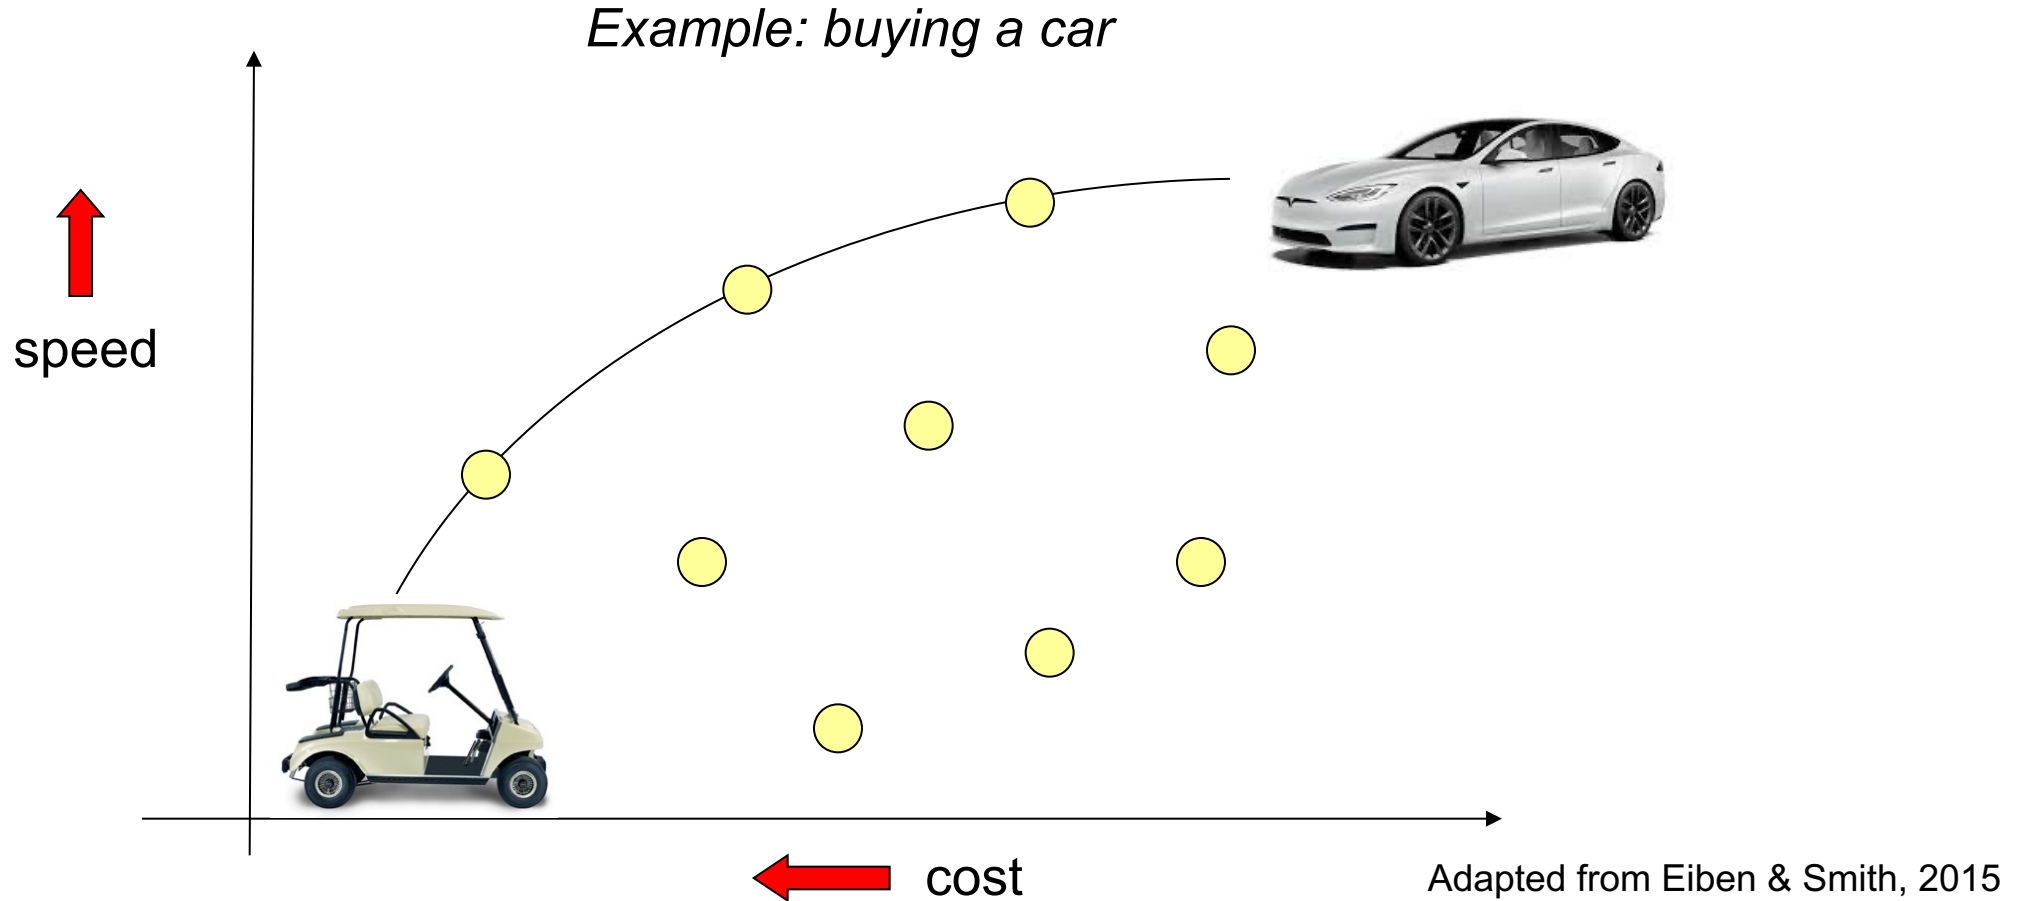 Example: buying a car
speed
cost
Adapted from Eiben & Smith, 2015